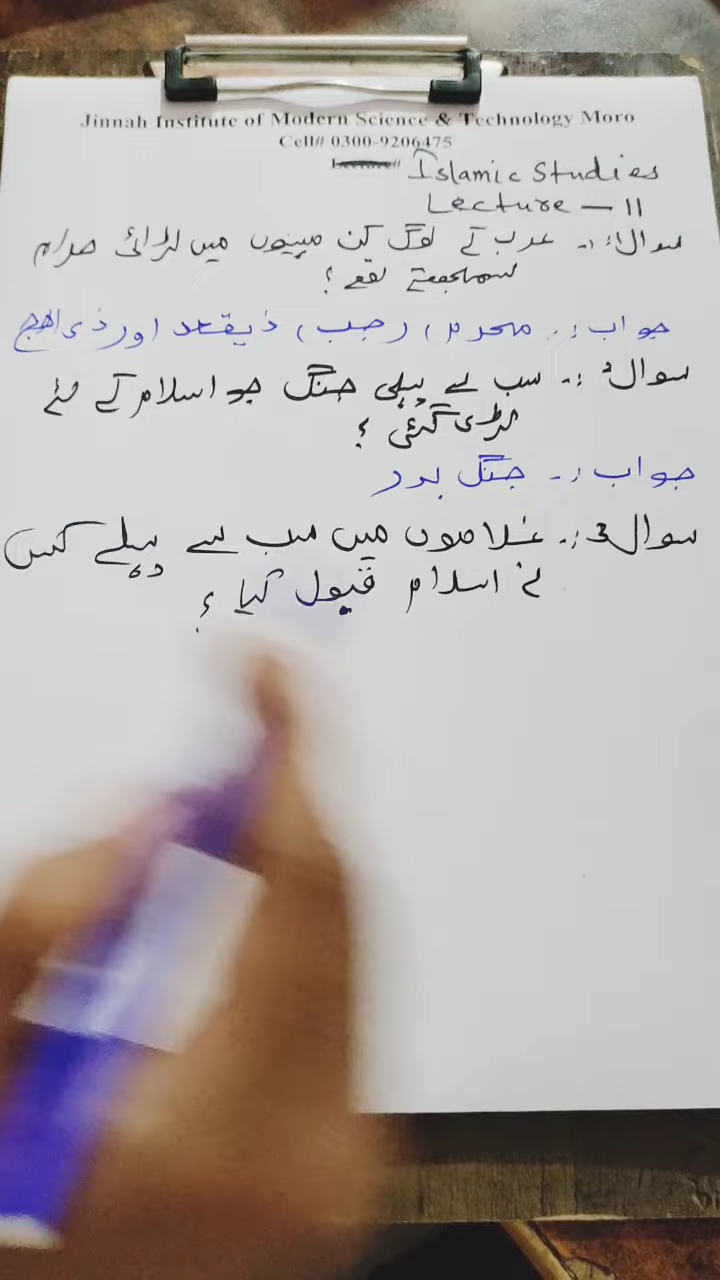 Jinnah Institute of Modern Science & Technology Moro
Cell# 0300-9206475
Islamic Studies
Lecture - 11
سوال1:- عرب کے لوگ کن مہینوں میں لڑائی حرام
سمجھتے تھے؟
جواب:- محرم، رجب، ذیقعد اور ذی الحج
سوال2:- سب سے پہلی جنگ جو اسلام کے لئے
لڑی گئی؟
جواب:- جنگ بدر
سوال3:- غلاموں میں سب سے پہلے کس
نے اسلام قبول کیا؟